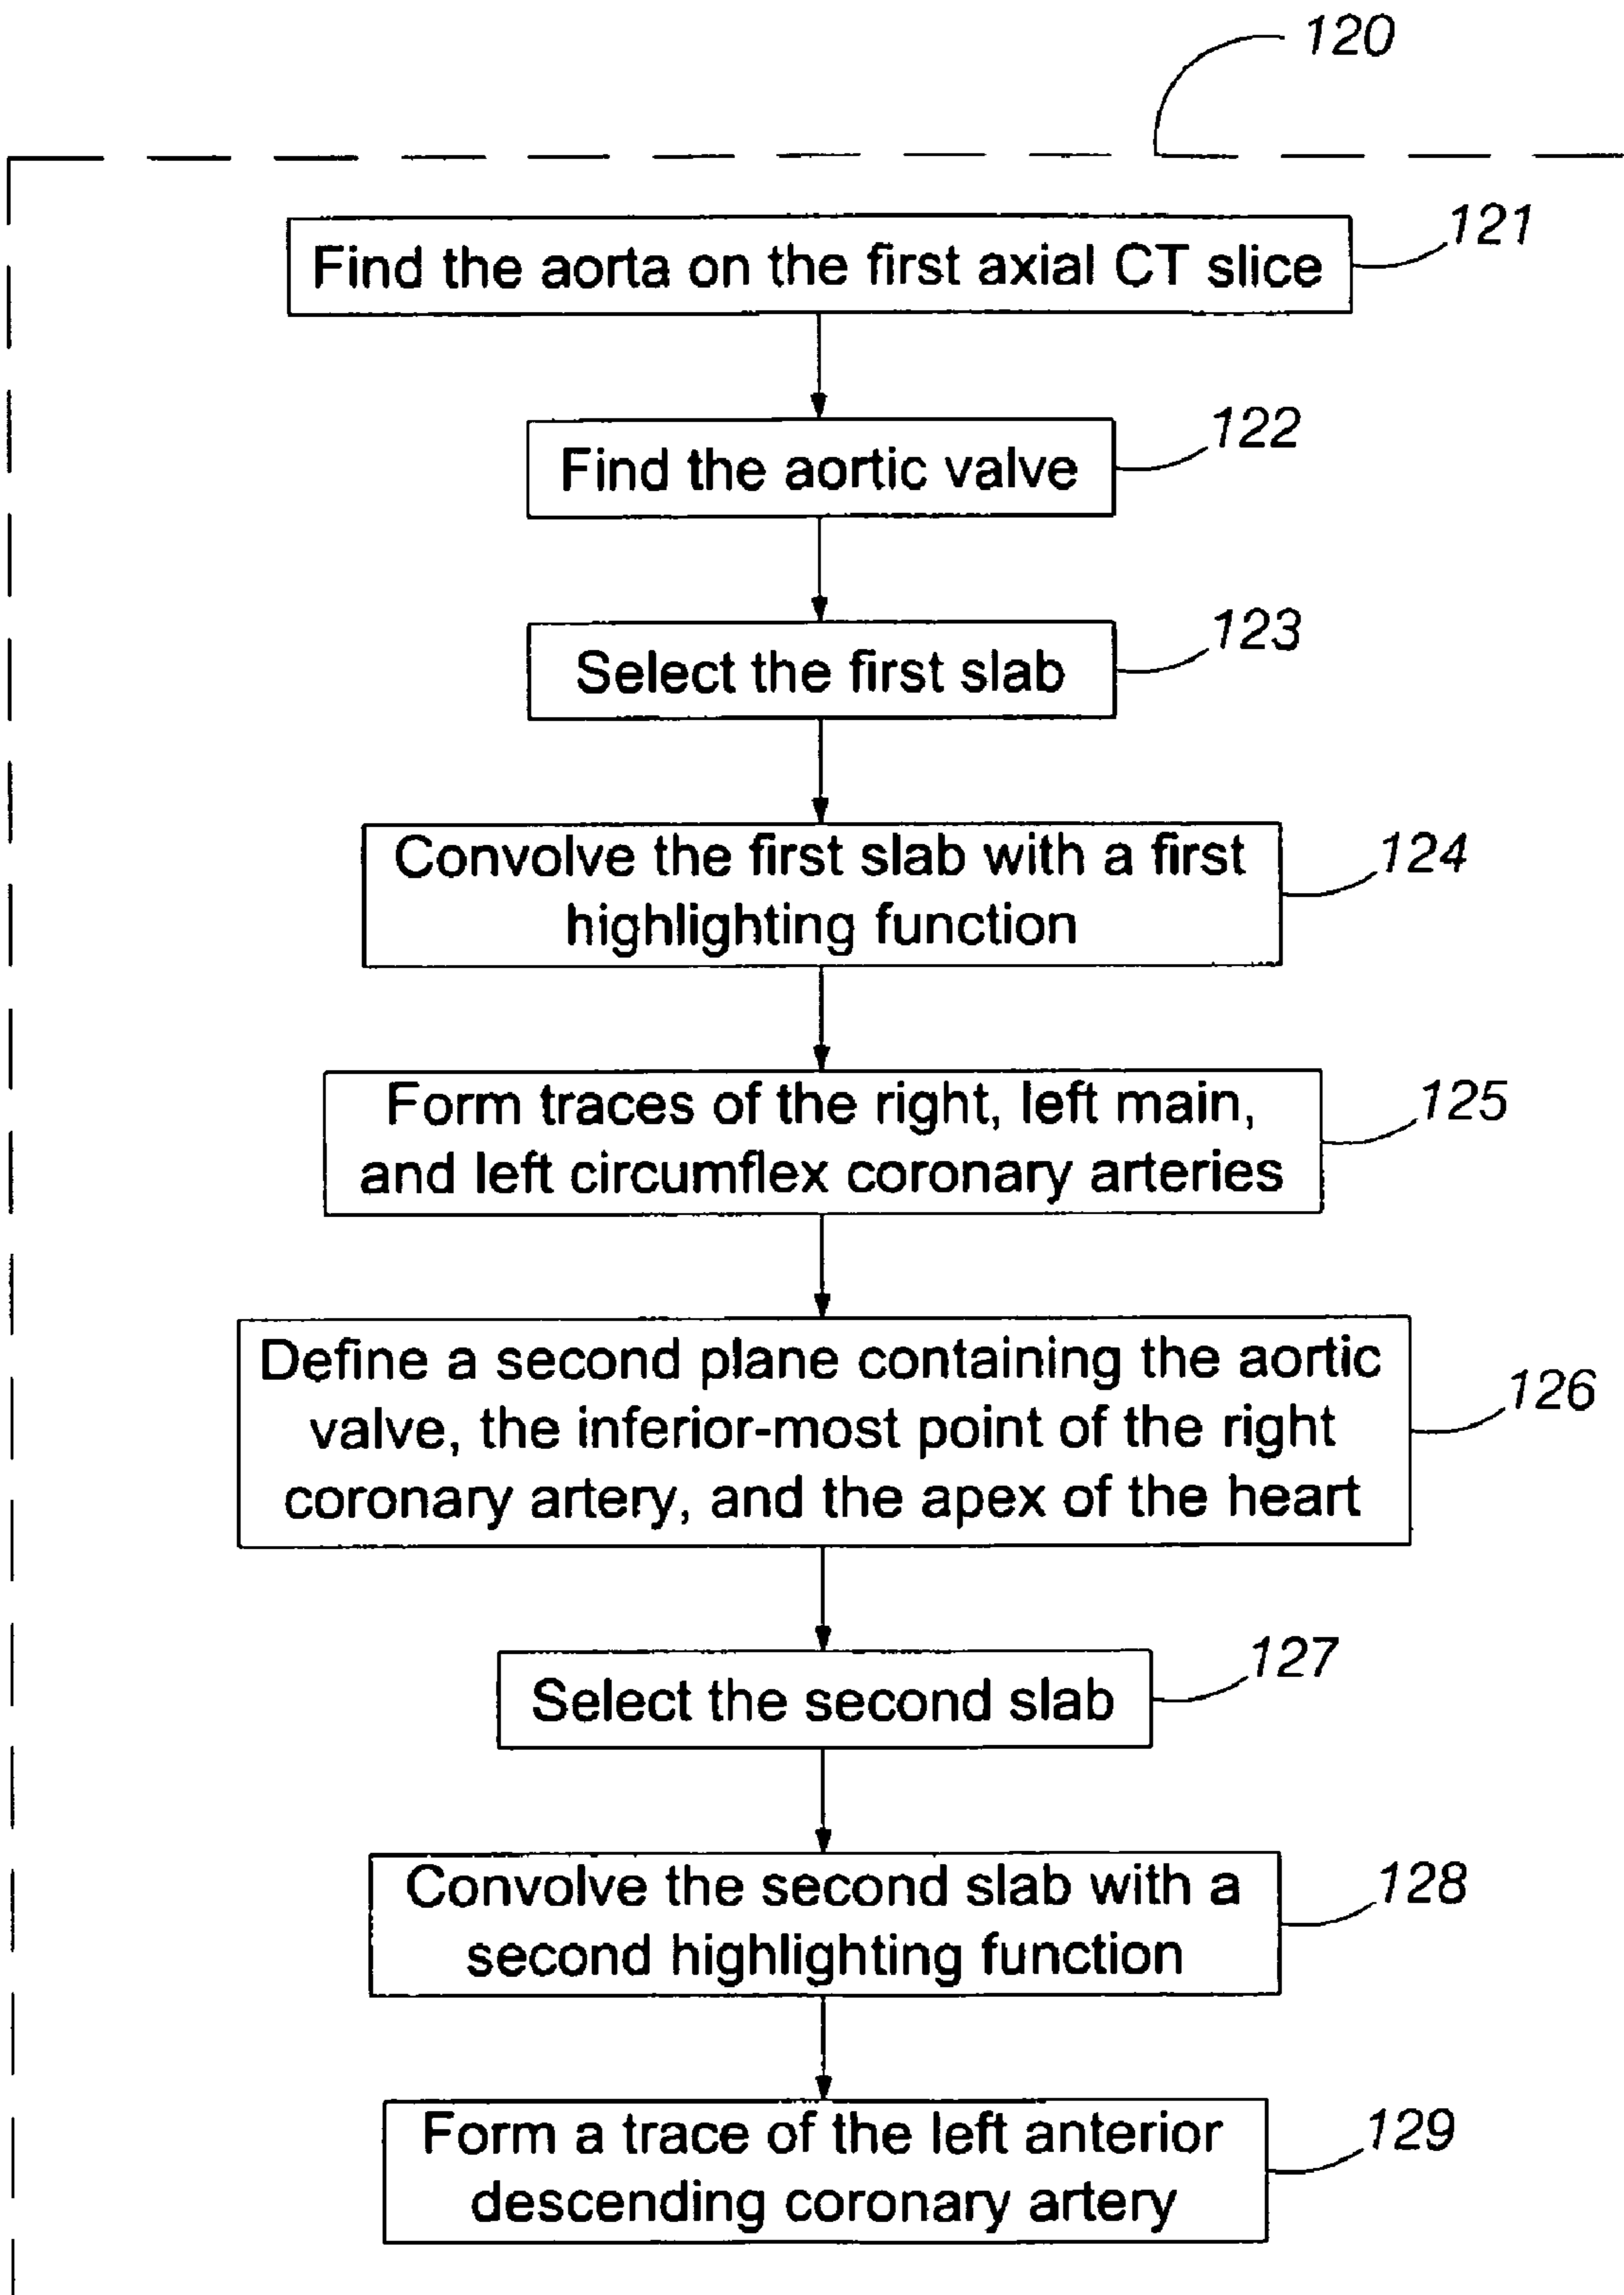 120
Find the aorta on the first axial CT slice
121
Find the aortic valve
122
Select the first slab
123
Convolve the first slab with a first
highlighting function
124
Form traces of the right, left main,
and left circumflex coronary arteries
125
Define a second plane containing the aortic
valve, the inferior-most point of the right
coronary artery, and the apex of the heart
126
Select the second slab
127
Convolve the second slab with a
second highlighting function
128
Form a trace of the left anterior
descending coronary artery
129